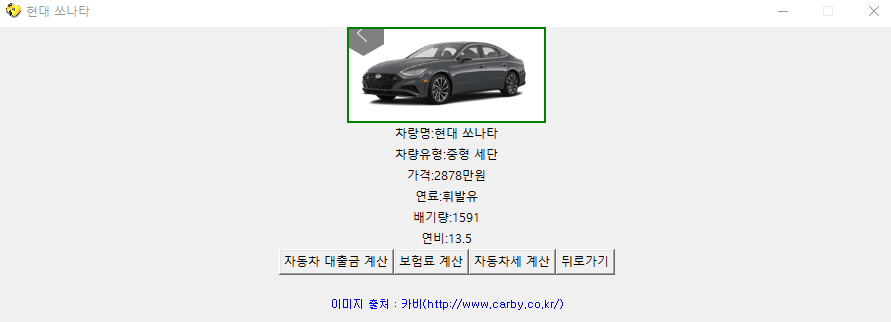 현대 쏘나타
차량명:현대 쏘나타
차량유형:중형 세단
가격:2878만원
연료:휘발유
배기량:1591
연비:13.5
자동차 대출금 계산 보험료 계산 자동차세 계산 뒤로가기
이미지 출처 : 카비(http://www.carby.co.kr/)